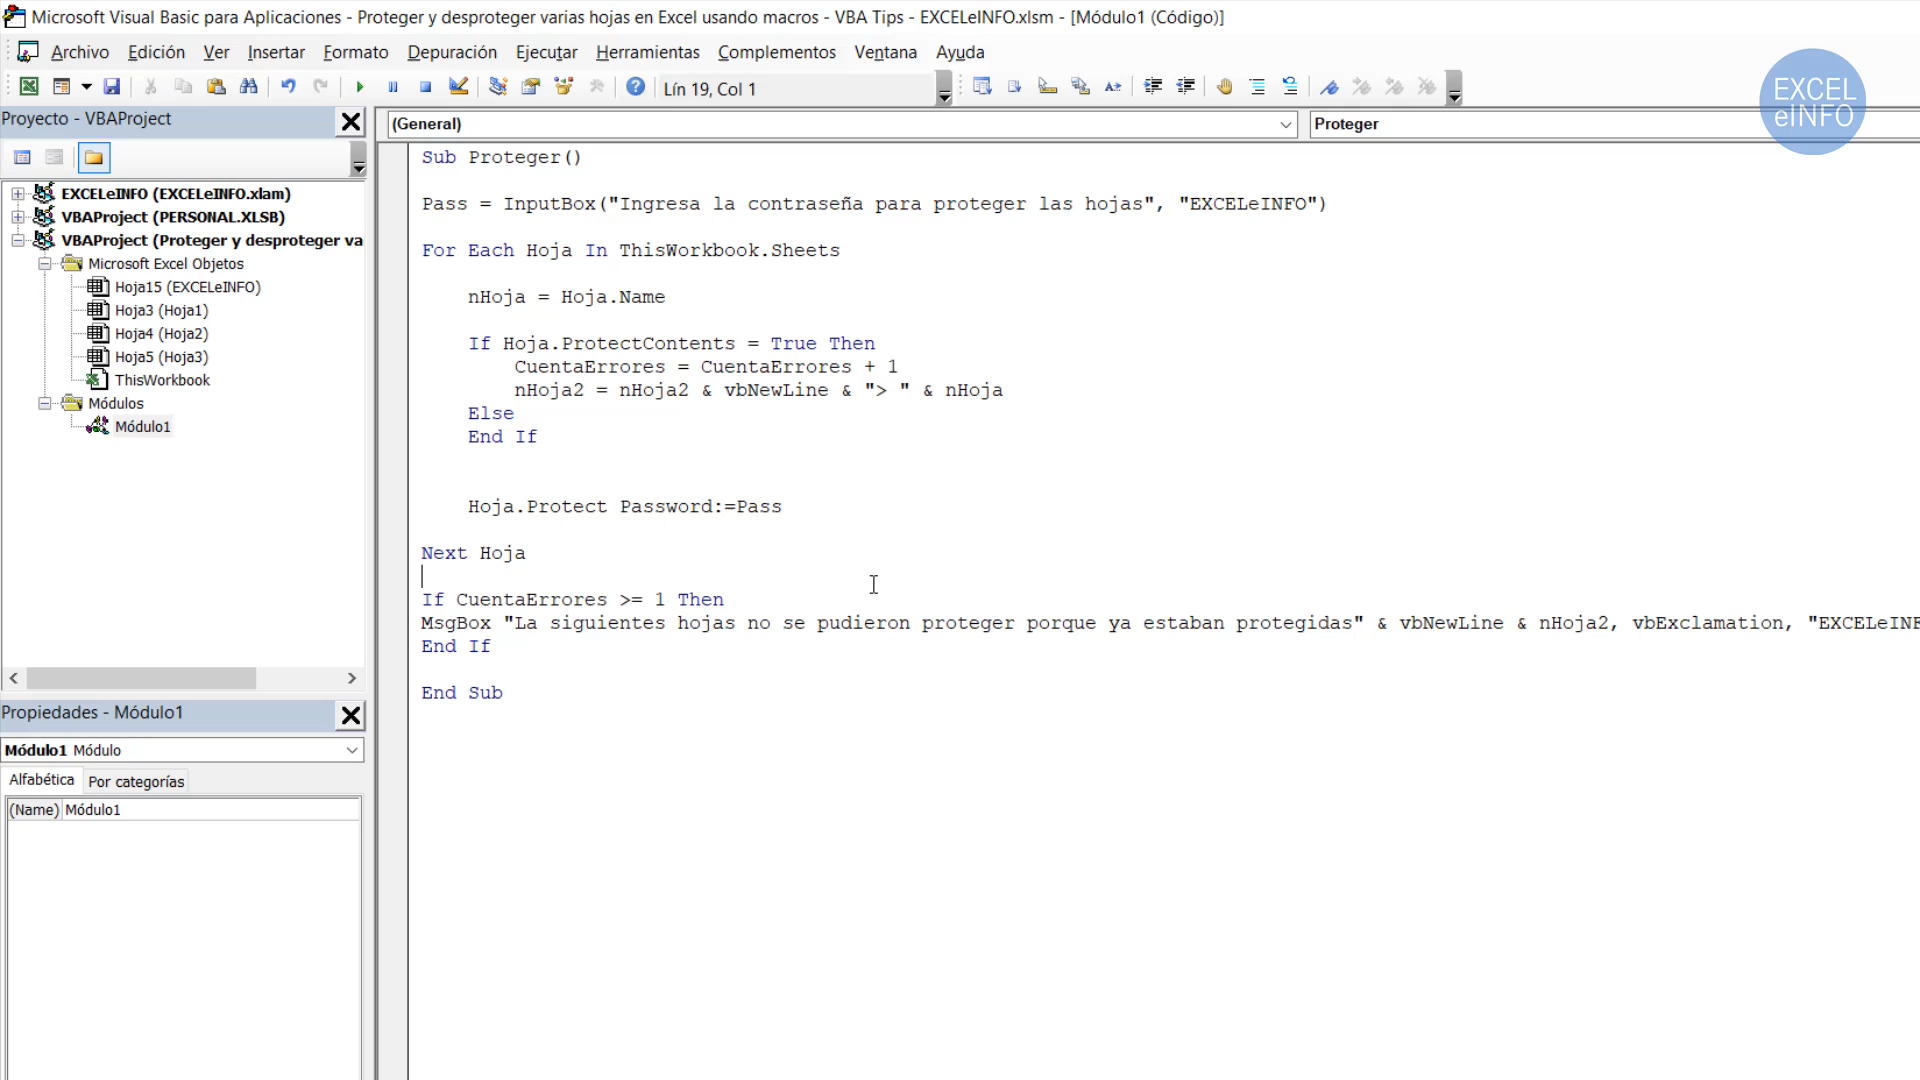 Microsoft Visual Basic para Aplicaciones - Proteger y desproteger varias hojas en Excel usando macros - VBA Tips - EXCELeINFO.xlsm - [Módulo1 (Código)]
Archivo Edición Ver Insertar Formato Depuración Ejecutar Herramientas Complementos Ventana Ayuda
Lín 19, Col 1
EXCEL
eINFO
Proyecto - VBAProject
(General)
Proteger
EXCELeINFO (EXCELeINFO.xlam)
VBAProject (PERSONAL.XLSB)
VBAProject (Proteger y desproteger va
Microsoft Excel Objetos
Hoja15 (EXCELeINFO)
Hoja3 (Hoja1)
Hoja4 (Hoja2)
Hoja5 (Hoja3)
ThisWorkbook
Módulos
Módulo1
Sub Proteger()
Pass = InputBox("Ingresa la contraseña para proteger las hojas", "EXCELeINFO")
For Each Hoja In ThisWorkbook.Sheets
nHoja = Hoja.Name
If Hoja.ProtectContents = True Then
CuentaErrores = CuentaErrores + 1
nHoja2 = nHoja2 & vbNewLine & "> " & nHoja
Else
End If
Hoja.Protect Password:=Pass
Next Hoja
If CuentaErrores >= 1 Then
MsgBox "La siguientes hojas no se pudieron proteger porque ya estaban protegidas" & vbNewLine & nHoja2, vbExclamation, "EXCELeINF
End If
End Sub
Propiedades - Módulo1
Módulo1 Módulo
Alfabética Por categorías
(Name) Módulo1